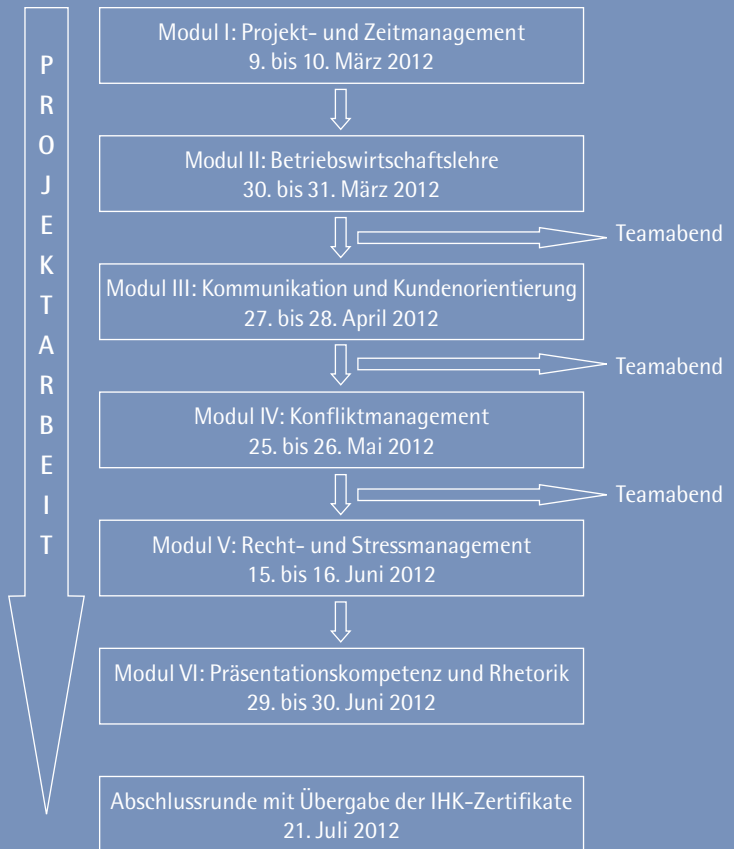 PROJEKTARBEIT
Modul I: Projekt- und Zeitmanagement
9. bis 10. März 2012
Modul II: Betriebswirtschaftslehre
30. bis 31. März 2012
Teamabend
Modul III: Kommunikation und Kundenorientierung
27. bis 28. April 2012
Teamabend
Modul IV: Konfliktmanagement
25. bis 26. Mai 2012
Teamabend
Modul V: Recht- und Stressmanagement
15. bis 16. Juni 2012
Modul VI: Präsentationskompetenz und Rhetorik
29. bis 30. Juni 2012
Abschlussrunde mit Übergabe der IHK-Zertifikate
21. Juli 2012